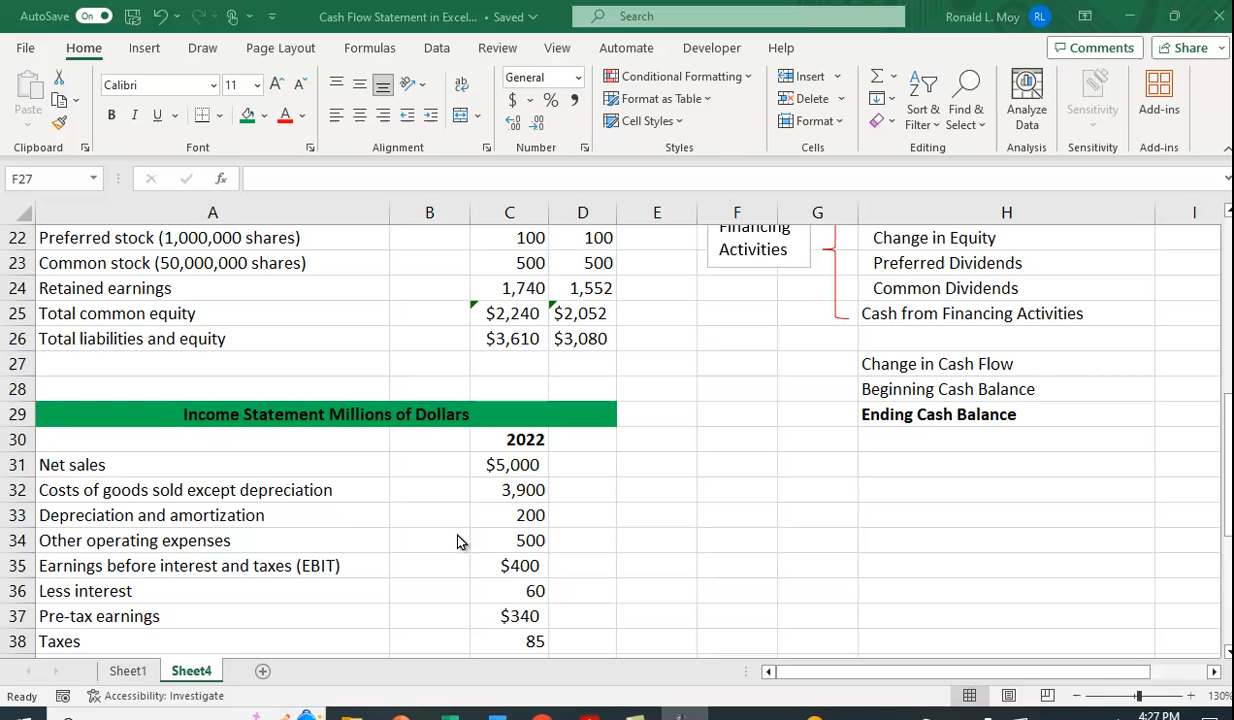 AutoSave On Cash Flow Statement in Excel... • Saved Search Ronald L. Moy RL
File Home Insert Draw Page Layout Formulas Data Review View Automate Developer Help Comments Share
Paste Calibri 11 A A General Conditional Formatting Insert Sort & Find & Analyze Sensitivity Add-ins
B I U A $ % 9 Format as Table Delete Filter Select Data
Cell Styles Format
Clipboard Font Alignment Number Styles Cells Editing Analysis Sensitivity Add-ins
F27 fx
A B C D E F G H I
22 Preferred stock (1,000,000 shares) 100 100 Financing Change in Equity
23 Common stock (50,000,000 shares) 500 500 Activities Preferred Dividends
24 Retained earnings 1,740 1,552 Common Dividends
25 Total common equity $2,240 $2,052 Cash from Financing Activities
26 Total liabilities and equity $3,610 $3,080
27 Change in Cash Flow
28 Beginning Cash Balance
29 Income Statement Millions of Dollars Ending Cash Balance
30 2022
31 Net sales $5,000
32 Costs of goods sold except depreciation 3,900
33 Depreciation and amortization 200
34 Other operating expenses 500
35 Earnings before interest and taxes (EBIT) $400
36 Less interest 60
37 Pre-tax earnings $340
38 Taxes 85
Sheet1 Sheet4
Ready Accessibility: Investigate 130%
4:27 PM